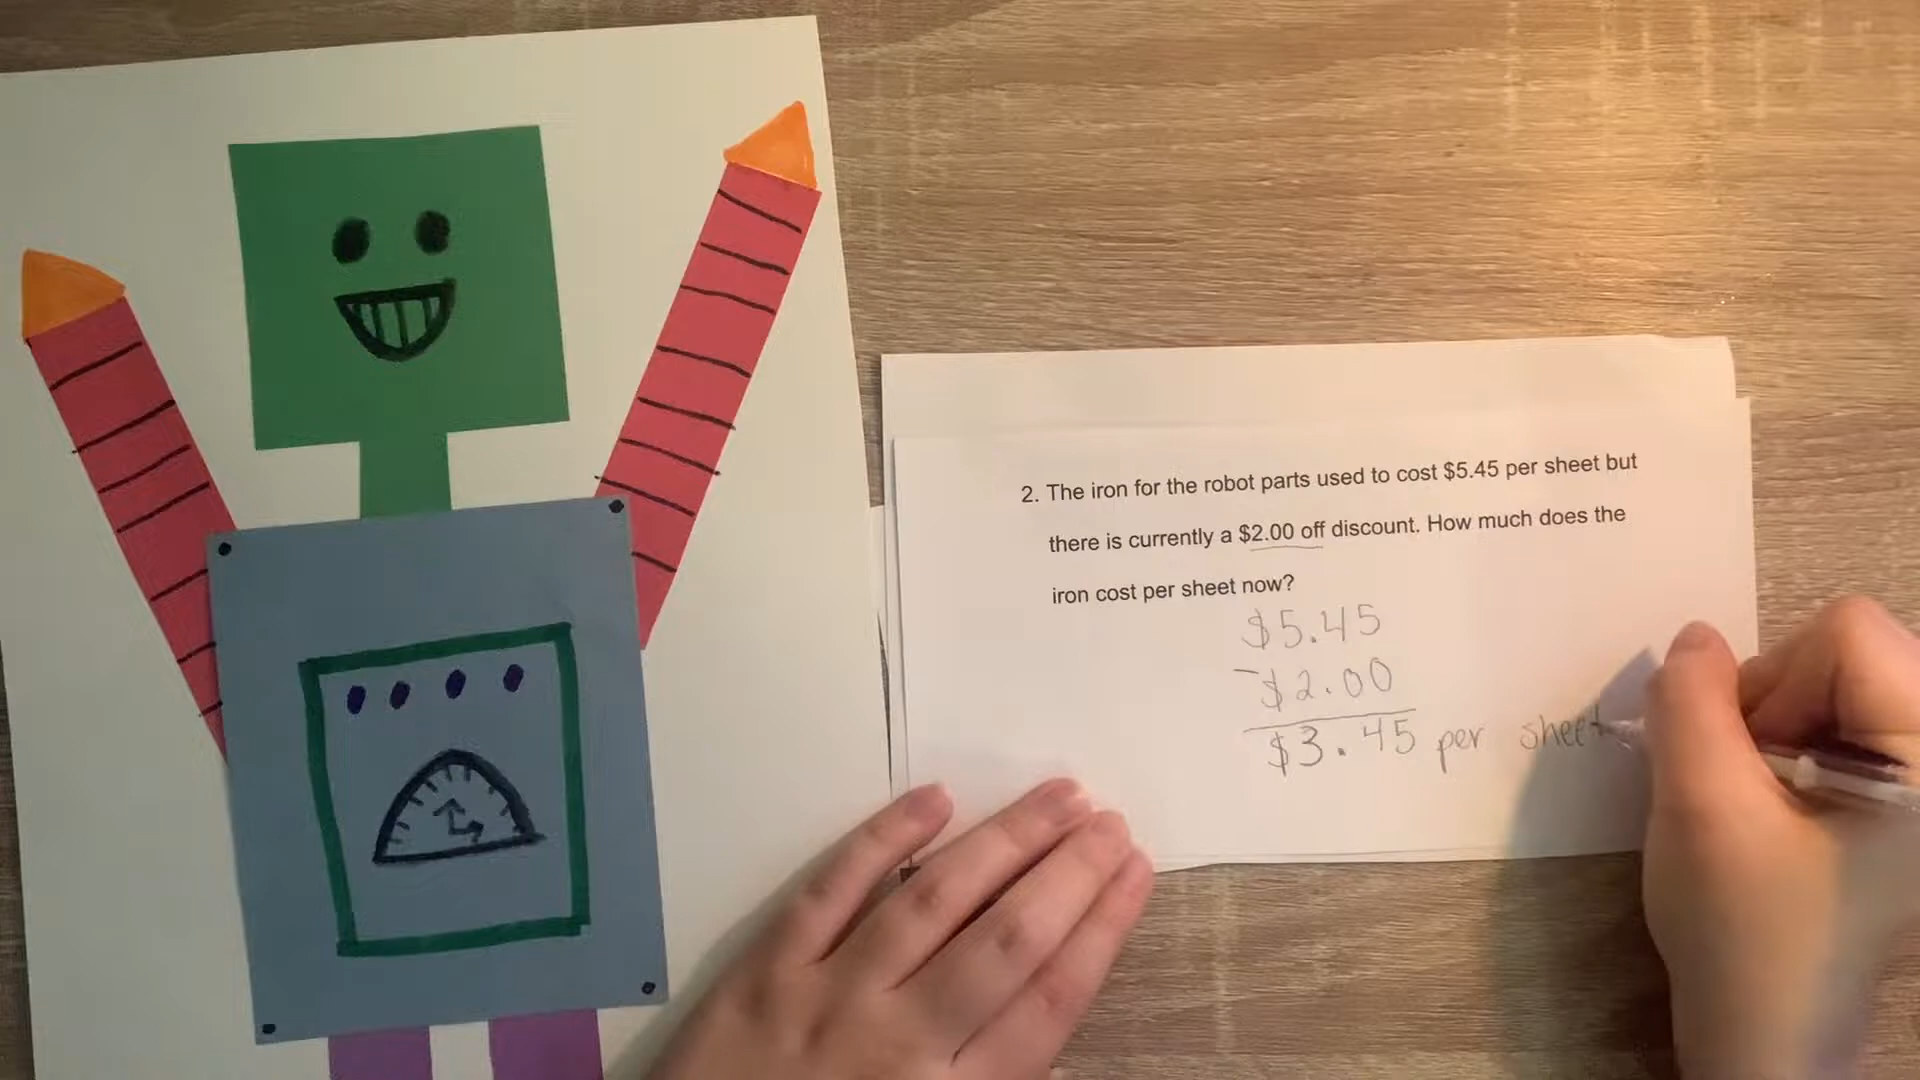 2. The iron for the robot parts used to cost $5.45 per sheet but
there is currently a $2.00 off discount. How much does the
iron cost per sheet now?
$5.45
- $2.00
$3.45 per sheet